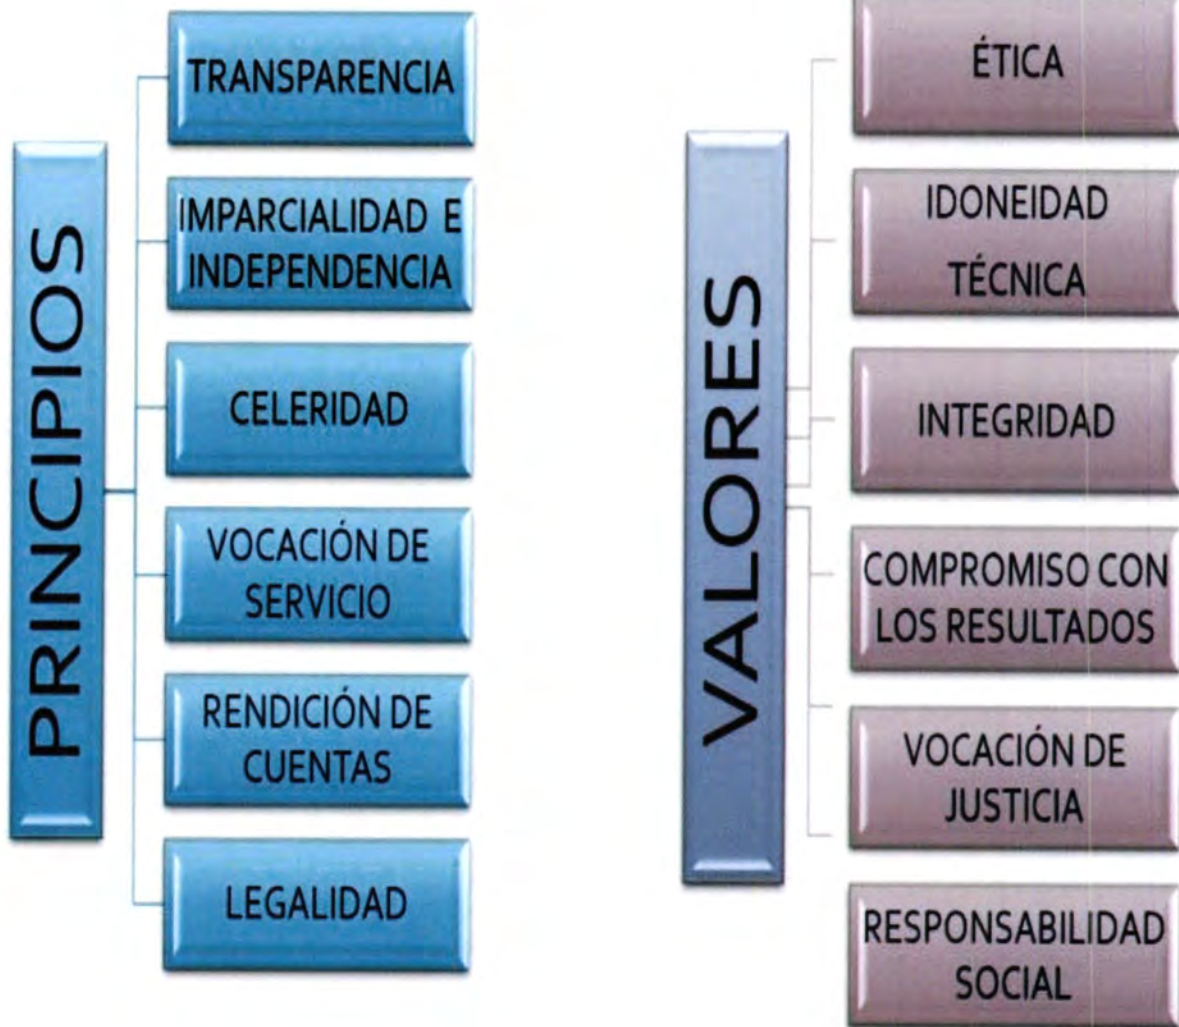 PRINCIPIOS
TRANSPARENCIA
IMPARCIALIDAD E
INDEPENDENCIA
CELERIDAD
VOCACIÓN DE
SERVICIO
RENDICIÓN DE
CUENTAS
LEGALIDAD
VALORES
ÉTICA
IDONEIDAD
TÉCNICA
INTEGRIDAD
COMPROMISO CON
LOS RESULTADOS
VOCACIÓN DE
JUSTICIA
RESPONSABILIDAD
SOCIAL